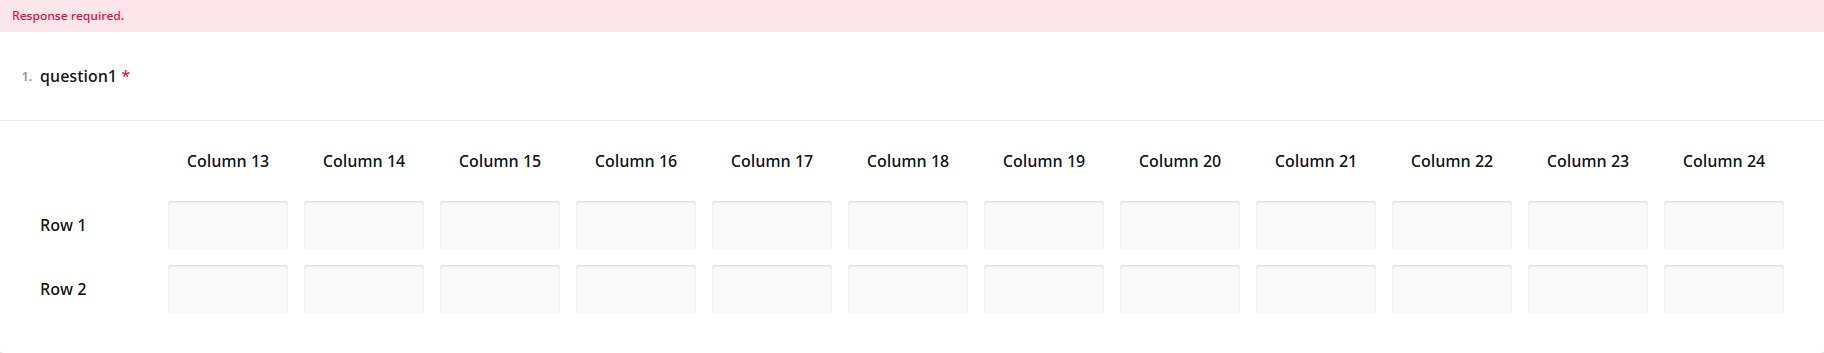 Response required.
1. question1 *
Column 13 Column 14 Column 15 Column 16 Column 17 Column 18 Column 19 Column 20 Column 21 Column 22 Column 23 Column 24
Row 1
Row 2